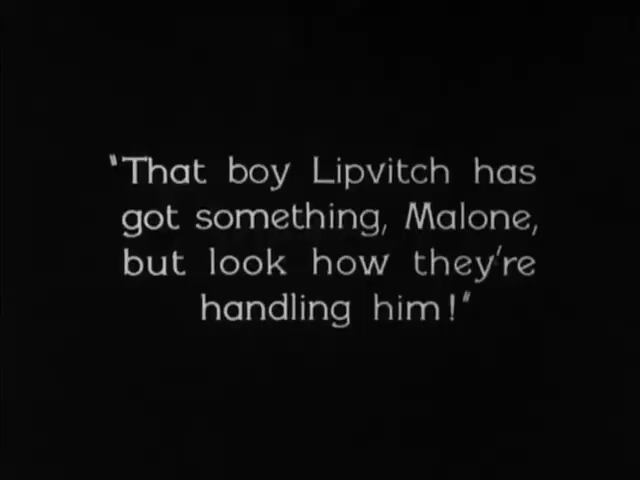 "That boy Lipvitch has
got something, Malone,
but look how they're
handling him!"